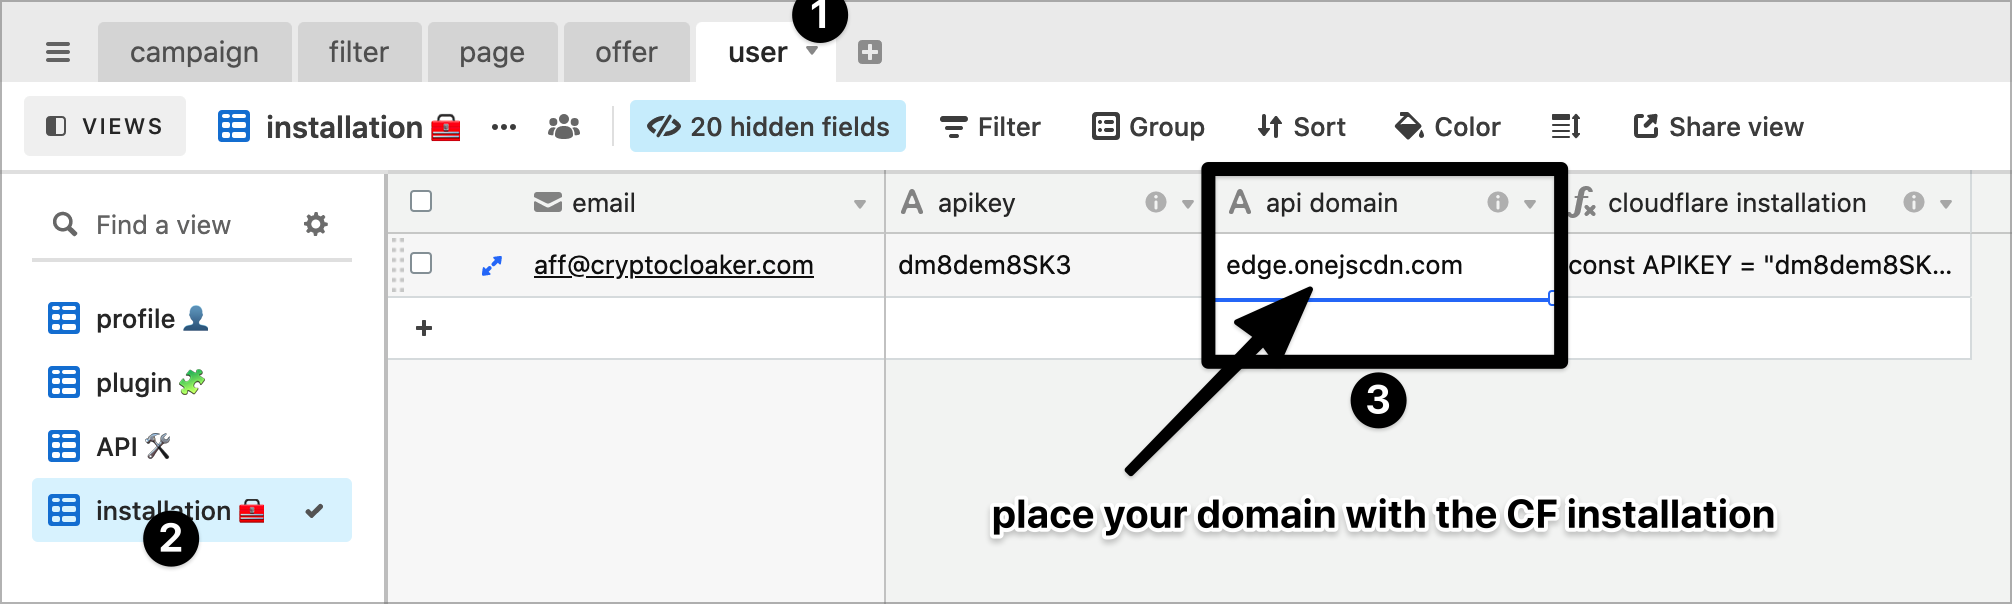 1
campaign filter page offer user
VIEWS installation 20 hidden fields Filter Group Sort Color Share view
Find a view
email apikey api domain cloudflare installation
aff@cryptocloaker.com dm8dem8SK3 edge.onejscdn.com const APIKEY = "dm8dem8SK...
profile
plugin
API
installation
2
3
place your domain with the CF installation